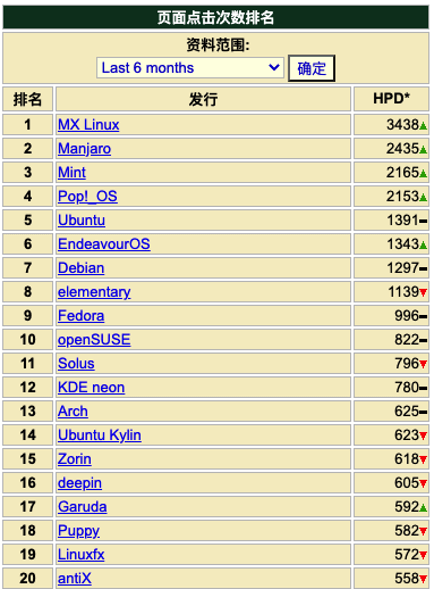 页面点击次数排名
资料范围:
Last 6 months 确定
排名 发行 HPD*
1 MX Linux 3438
2 Manjaro 2435
3 Mint 2165
4 Pop!_OS 2153
5 Ubuntu 1391
6 EndeavourOS 1343
7 Debian 1297
8 elementary 1139
9 Fedora 996
10 openSUSE 822
11 Solus 796
12 KDE neon 780
13 Arch 625
14 Ubuntu Kylin 623
15 Zorin 618
16 deepin 605
17 Garuda 592
18 Puppy 582
19 Linuxfx 572
20 antiX 558